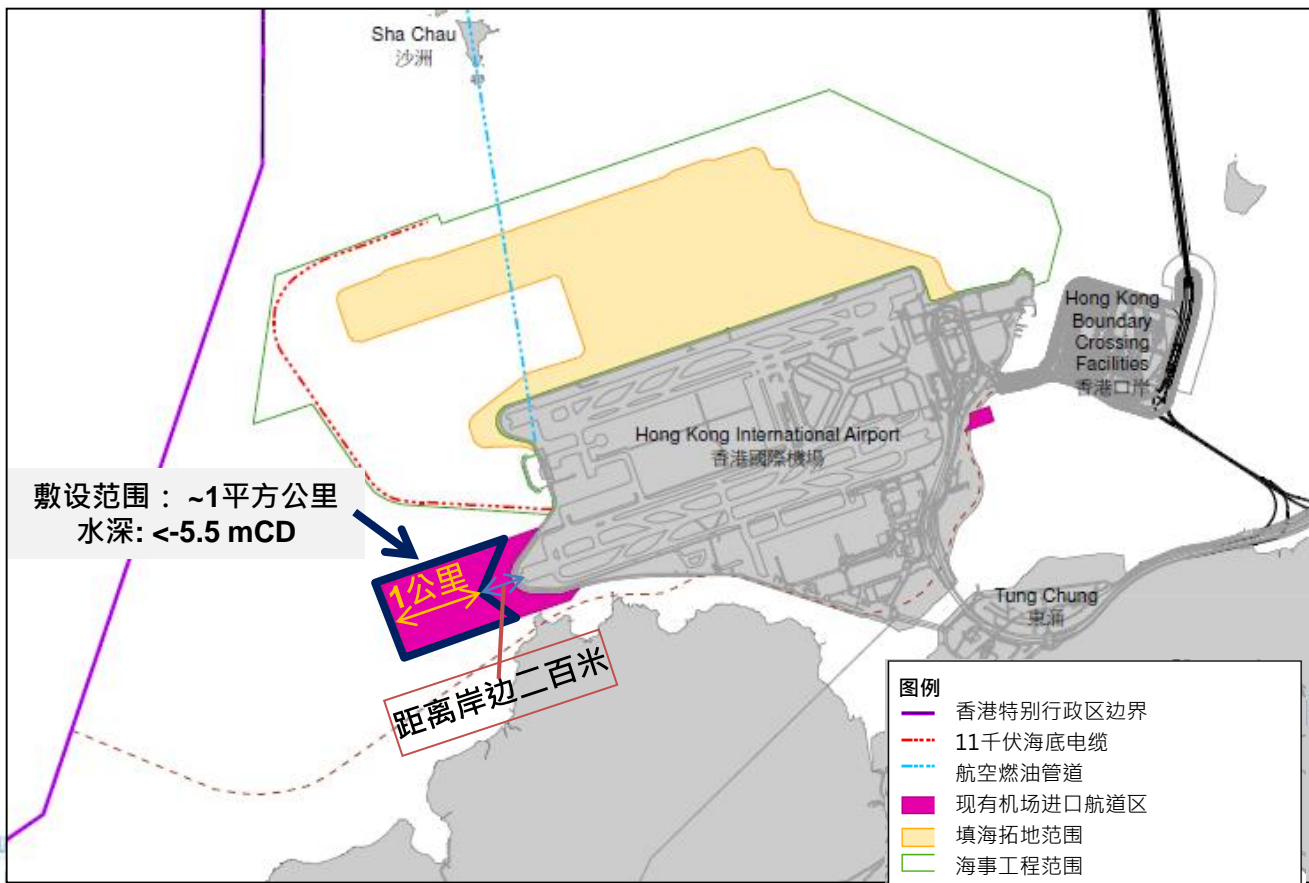 Sha Chau
沙洲
Hong Kong
Boundary
Crossing
Facilities
香港口岸
Hong Kong International Airport
香港國際機場
敷设范围： ~1平方公里
水深: <-5.5 mCD
1公里
Tung Chung
東涌
距离岸边二百米
图例
香港特别行政区边界
11千伏海底电缆
航空燃油管道
现有机场进口航道区
填海拓地范围
海事工程范围